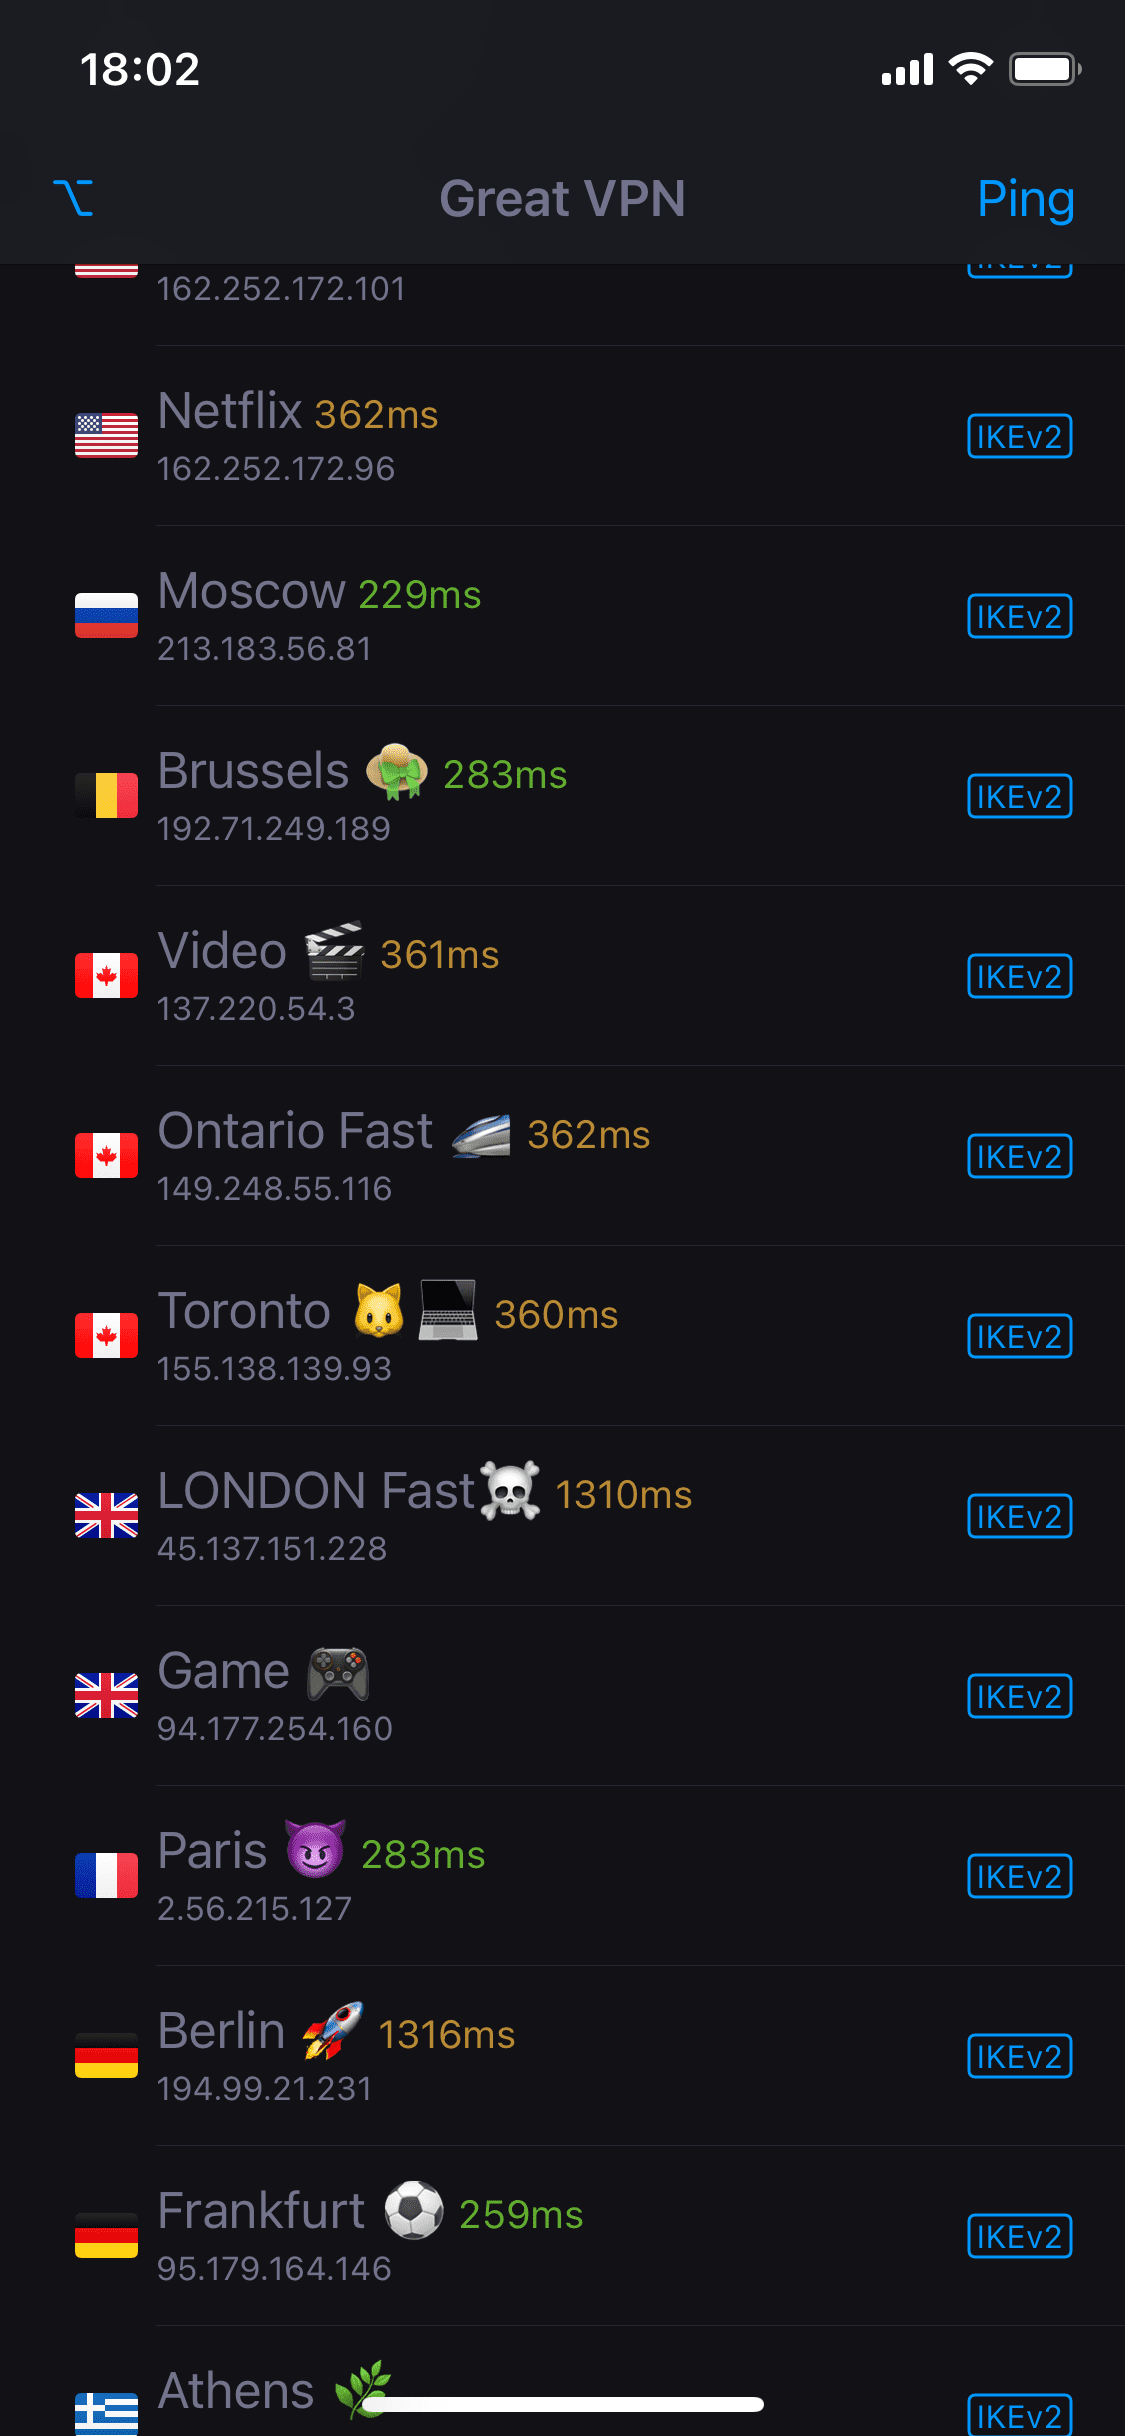 18:02
⌥ Great VPN Ping
162.252.172.101
Netflix 362ms
162.252.172.96
IKEv2
Moscow 229ms
213.183.56.81
IKEv2
Brussels 👒 283ms
192.71.249.189
IKEv2
Video 🎬 361ms
137.220.54.3
IKEv2
Ontario Fast 🚄 362ms
149.248.55.116
IKEv2
Toronto 🐱💻 360ms
155.138.139.93
IKEv2
LONDON Fast☠️ 1310ms
45.137.151.228
IKEv2
Game 🎮
94.177.254.160
IKEv2
Paris 😈 283ms
2.56.215.127
IKEv2
Berlin 🚀 1316ms
194.99.21.231
IKEv2
Frankfurt ⚽ 259ms
95.179.164.146
IKEv2
Athens 🌿
IKEv2